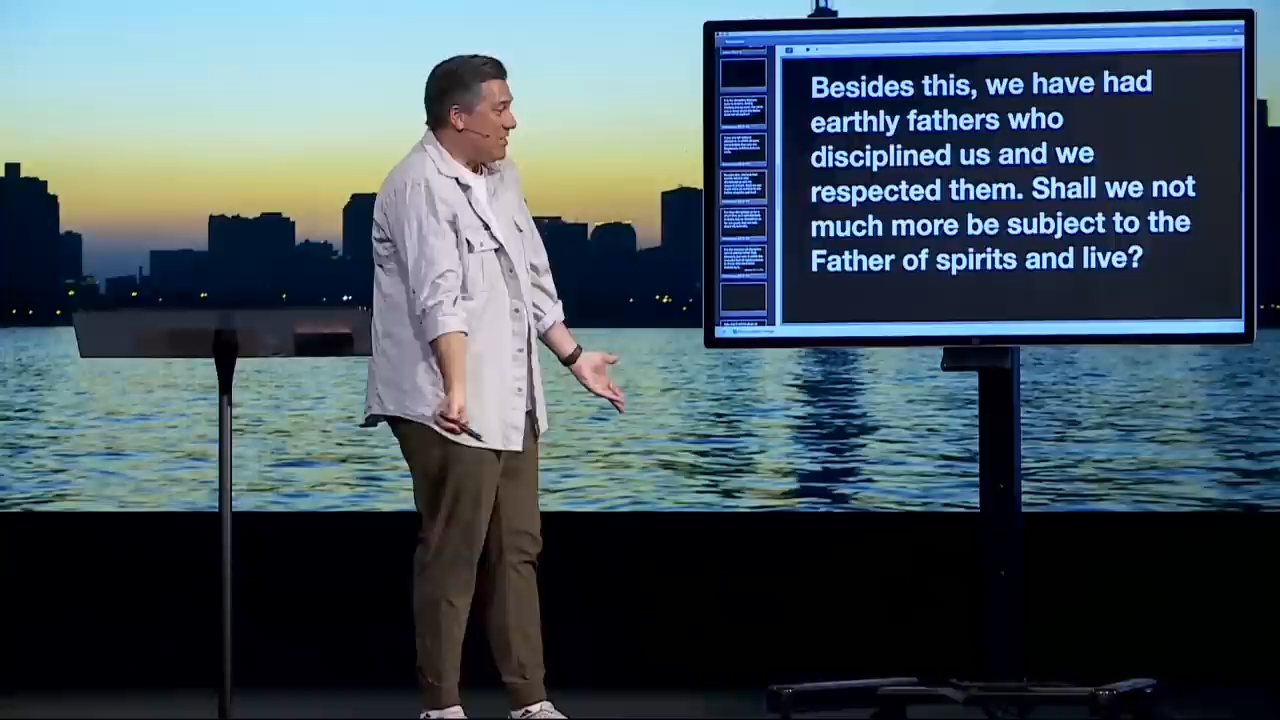 Besides this, we have had
earthly fathers who
disciplined us and we
respected them. Shall we not
much more be subject to the
Father of spirits and live?